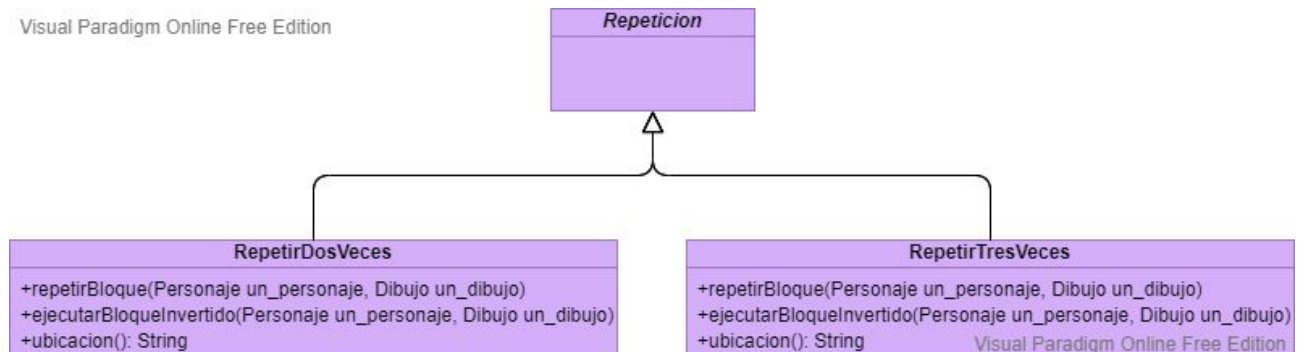 Visual Paradigm Online Free Edition
Repeticion
RepetirDosVeces
+repetirBloque(Personaje un_personaje, Dibujo un_dibujo)
+ejecutarBloqueInvertido(Personaje un_personaje, Dibujo un_dibujo)
+ubicacion(): String
RepetirTresVeces
+repetirBloque(Personaje un_personaje, Dibujo un_dibujo)
+ejecutarBloqueInvertido(Personaje un_personaje, Dibujo un_dibujo)
+ubicacion(): String
Visual Paradigm Online Free Edition